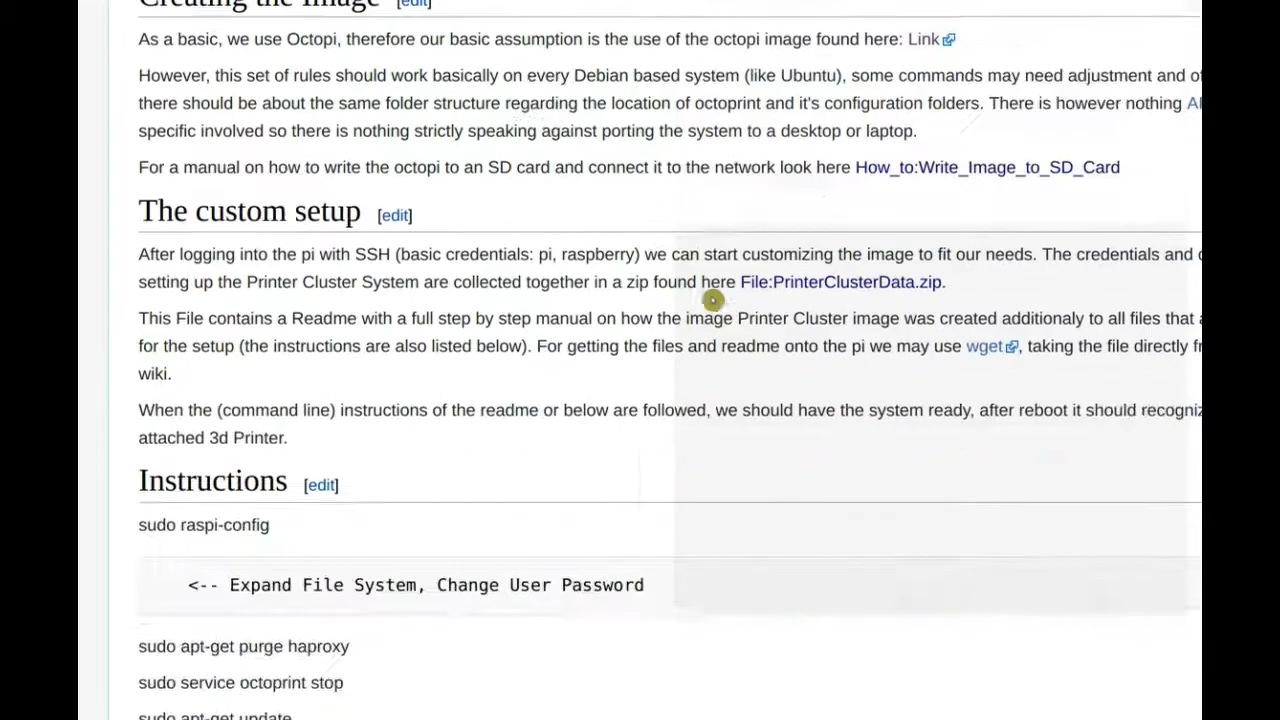 Creating the Image [edit]
As a basic, we use Octopi, therefore our basic assumption is the use of the octopi image found here: Link
However, this set of rules should work basically on every Debian based system (like Ubuntu), some commands may need adjustment and
there should be about the same folder structure regarding the location of octoprint and it's configuration folders. There is however nothing
specific involved so there is nothing strictly speaking against porting the system to a desktop or laptop.
For a manual on how to write the octopi to an SD card and connect it to the network look here How_to:Write_Image_to_SD_Card
The custom setup [edit]
After logging into the pi with SSH (basic credentials: pi, raspberry) we can start customizing the image to fit our needs. The credentials and
setting up the Printer Cluster System are collected together in a zip found here File:PrinterClusterData.zip.
This File contains a Readme with a full step by step manual on how the image Printer Cluster image was created additionaly to all files that
for the setup (the instructions are also listed below). For getting the files and readme onto the pi we may use wget, taking the file directly
wiki.
When the (command line) instructions of the readme or below are followed, we should have the system ready, after reboot it should
attached 3d Printer.
Instructions [edit]
sudo raspi-config
<-- Expand File System, Change User Password
sudo apt-get purge haproxy
sudo service octoprint stop
sudo apt-get update